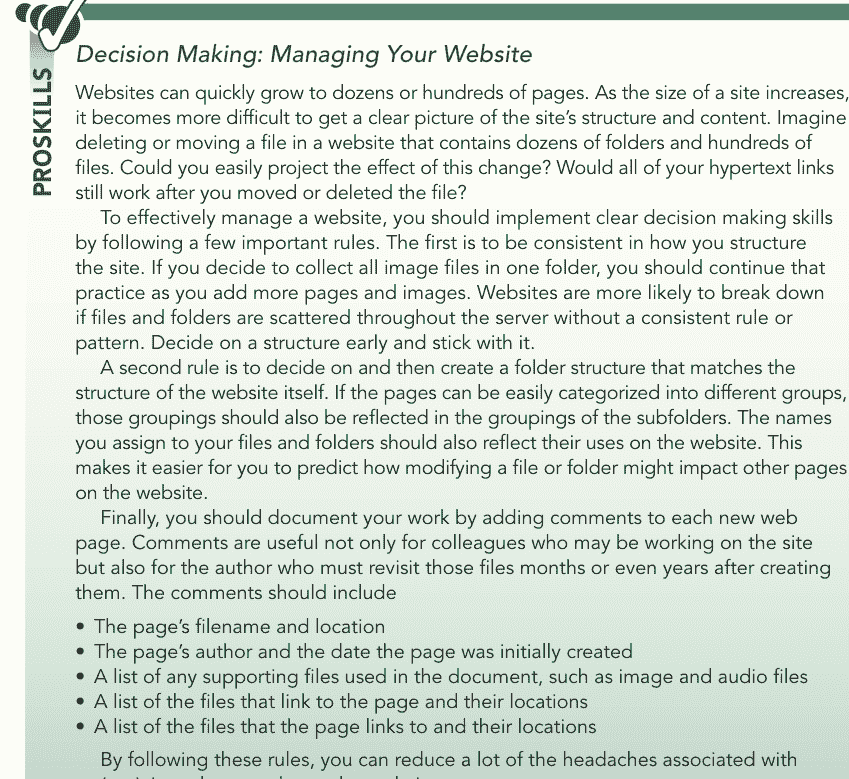 PROSKILLS
Decision Making: Managing Your Website
Websites can quickly grow to dozens or hundreds of pages. As the size of a site increases,
it becomes more difficult to get a clear picture of the site's structure and content. Imagine
deleting or moving a file in a website that contains dozens of folders and hundreds of
files. Could you easily project the effect of this change? Would all of your hypertext links
still work after you moved or deleted the file?
To effectively manage a website, you should implement clear decision making skills
by following a few important rules. The first is to be consistent in how you structure
the site. If you decide to collect all image files in one folder, you should continue that
practice as you add more pages and images. Websites are more likely to break down
if files and folders are scattered throughout the server without a consistent rule or
pattern. Decide on a structure early and stick with it.
A second rule is to decide on and then create a folder structure that matches the
structure of the website itself. If the pages can be easily categorized into different groups,
those groupings should also be reflected in the groupings of the subfolders. The names
you assign to your files and folders should also reflect their uses on the website. This
makes it easier for you to predict how modifying a file or folder might impact other pages
on the website.
Finally, you should document your work by adding comments to each new web
page. Comments are useful not only for colleagues who may be working on the site
but also for the author who must revisit those files months or even years after creating
them. The comments should include
• The page's filename and location
• The page's author and the date the page was initially created
• A list of any supporting files used in the document, such as image and audio files
• A list of the files that link to the page and their locations
• A list of the files that the page links to and their locations
By following these rules, you can reduce a lot of the headaches associated with